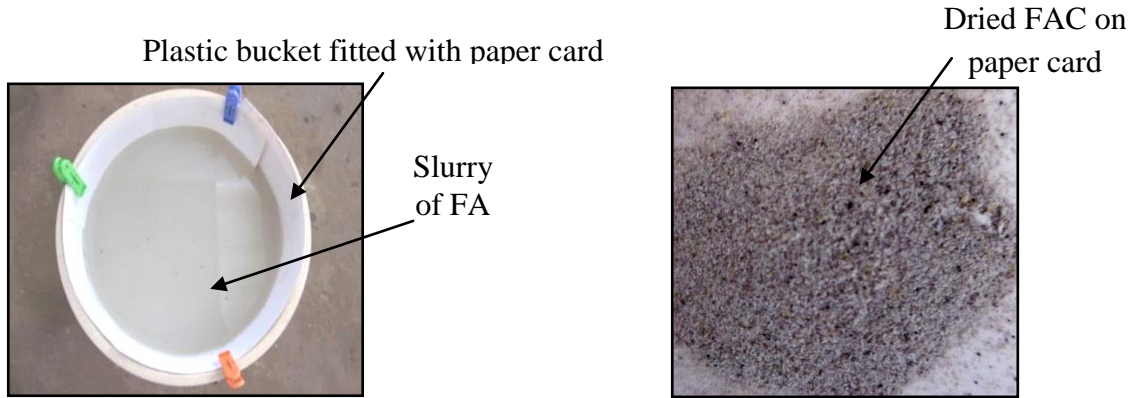 Plastic bucket fitted with paper card
Slurry
of FA
Dried FAC on
paper card